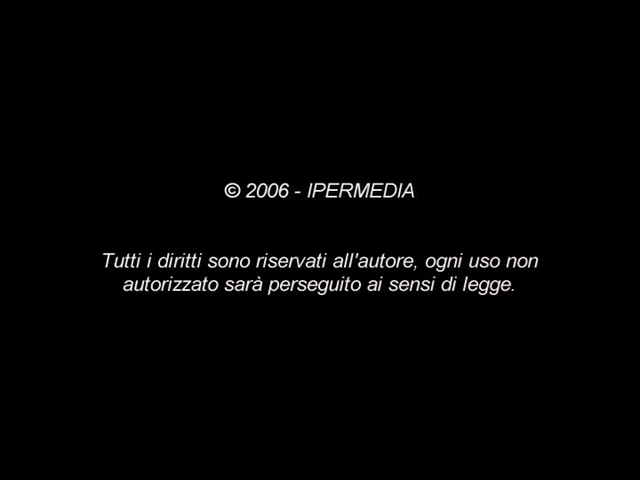 © 2006 - IPERMEDIA
Tutti i diritti sono riservati all'autore, ogni uso non
autorizzato sarà perseguito ai sensi di legge.